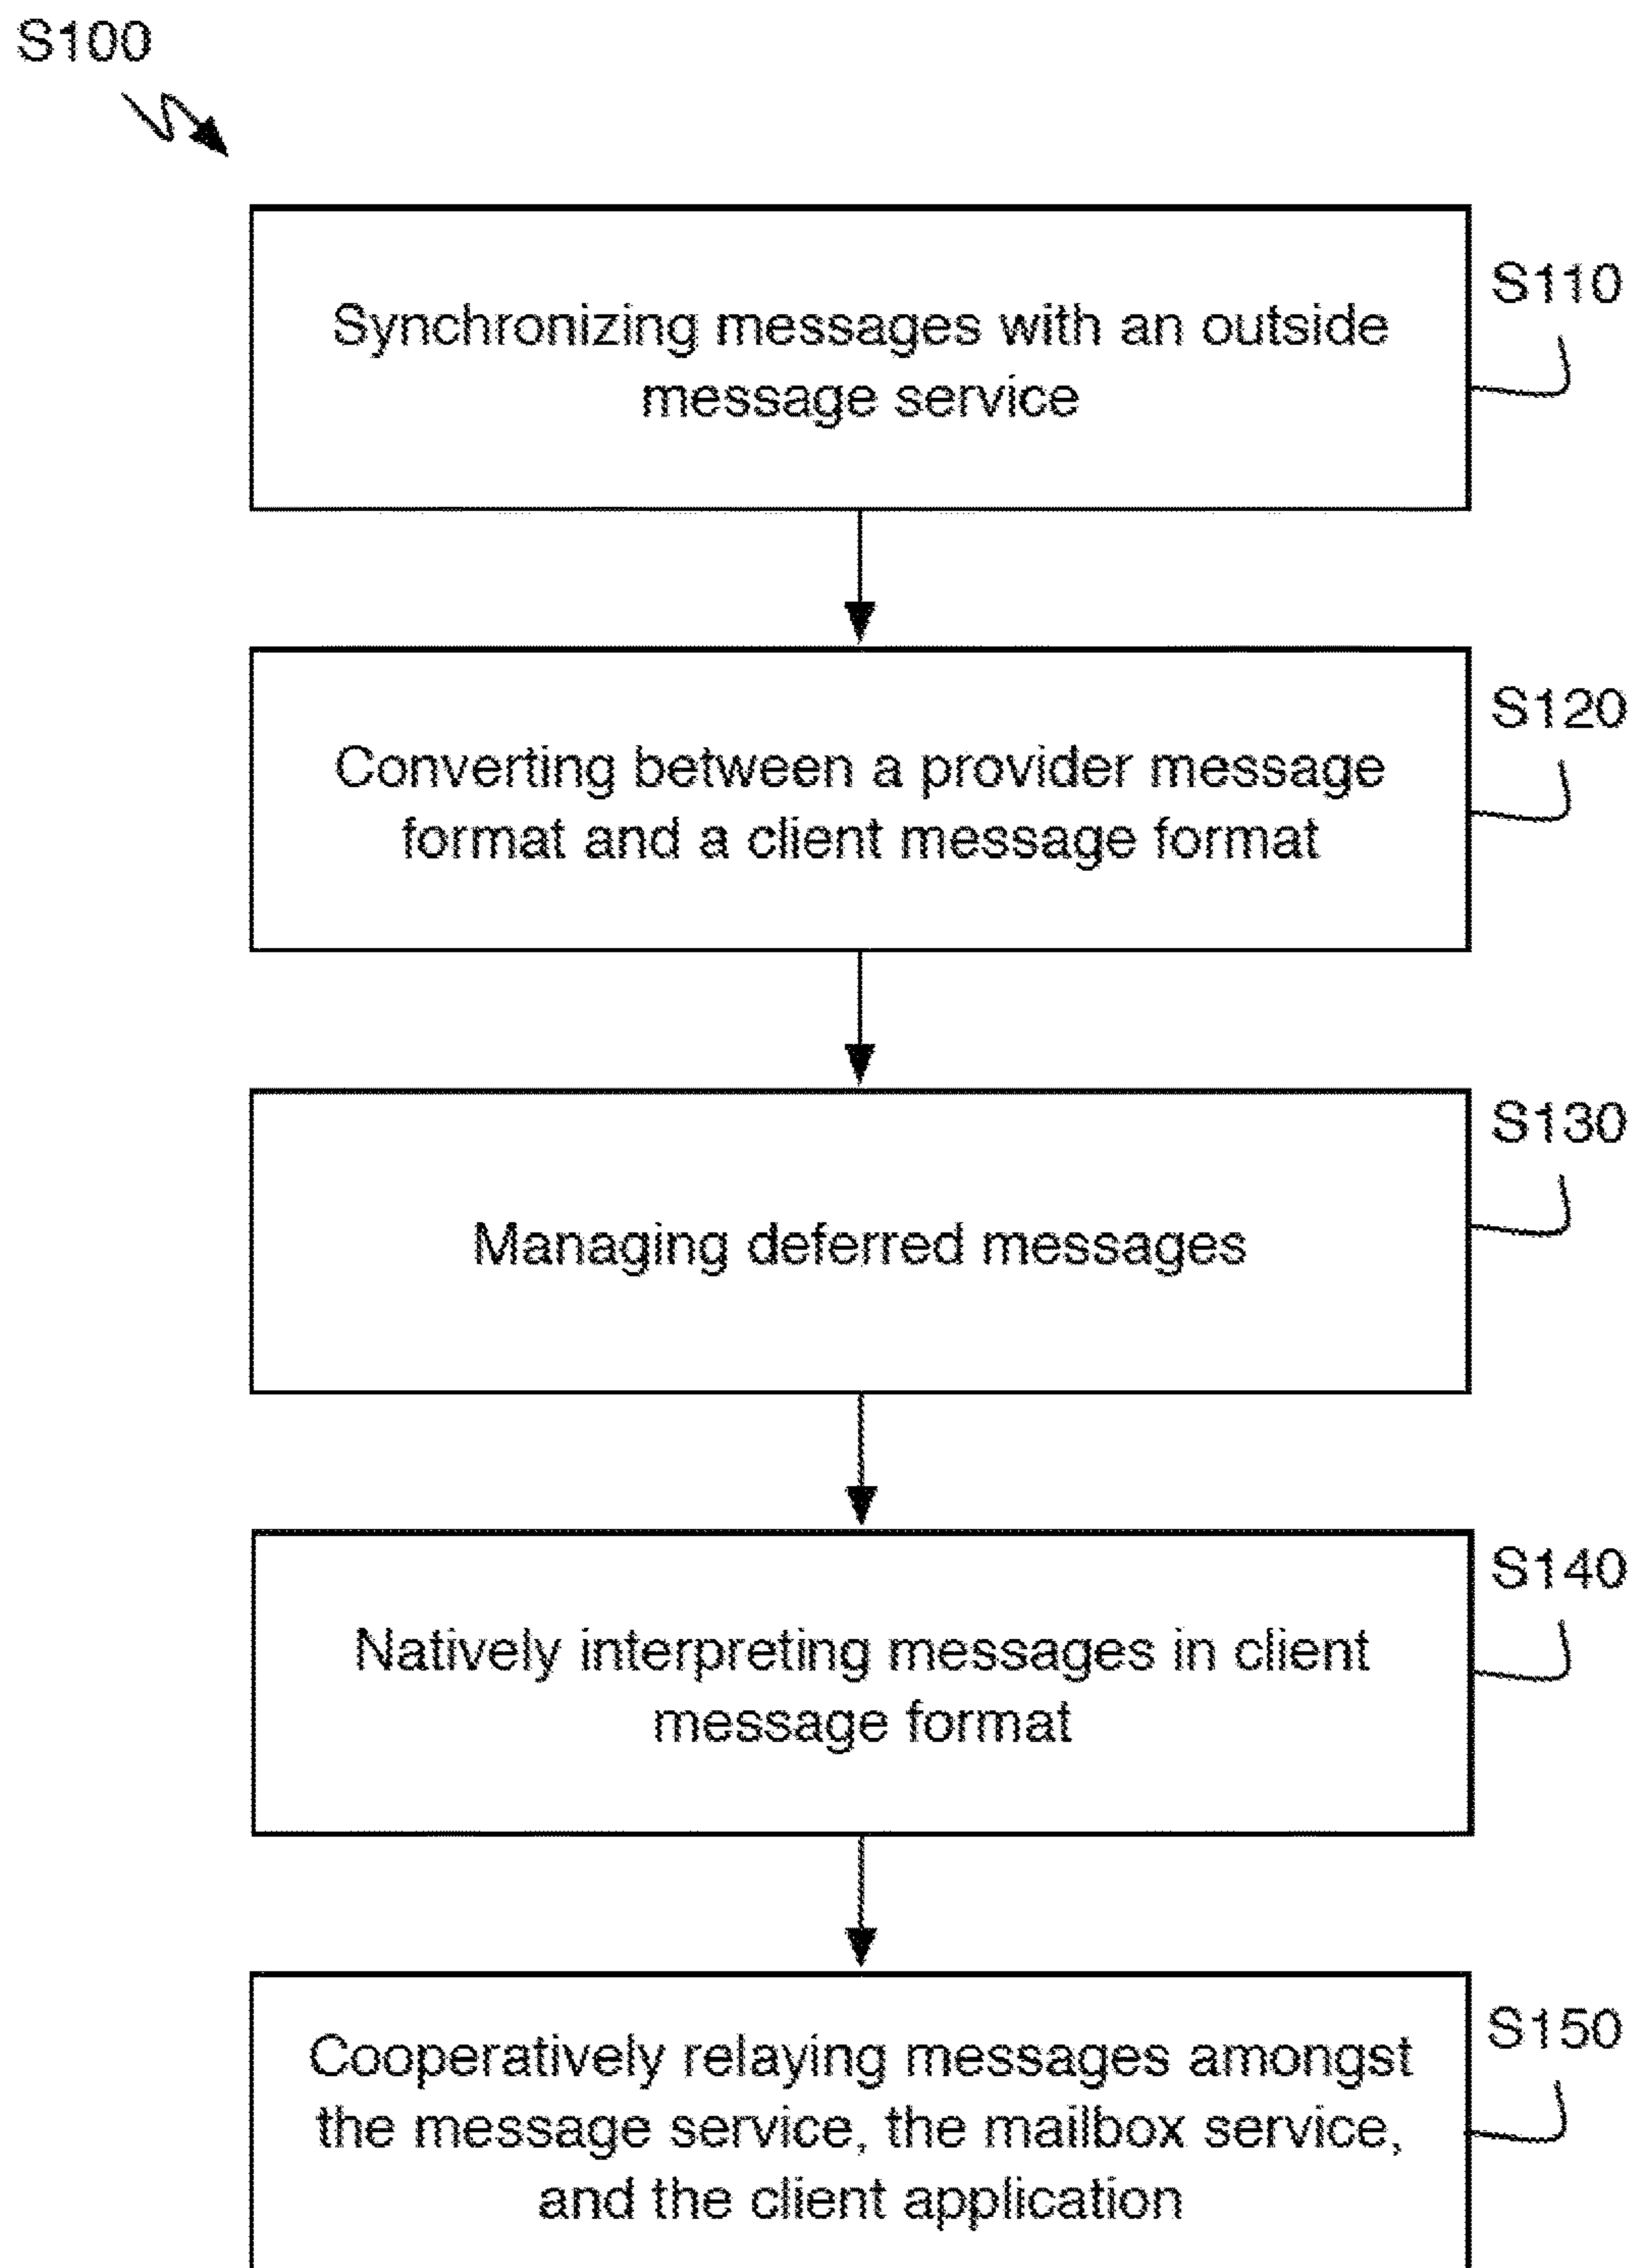 S100
Synchronizing messages with an outside
message service
S110
Converting between a provider message
format and a client message format
S120
Managing deferred messages
S130
Natively interpreting messages in client
message format
S140
Cooperatively relaying messages amongst
the message service, the mailbox service,
and the client application
S150